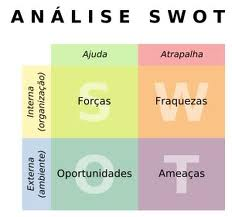 ANÁLISE SWOT
Ajuda
Atrapalha
Interna
(organização)
S
Forças
W
Fraquezas
Externa
(ambiente)
O
Oportunidades
T
Ameaças